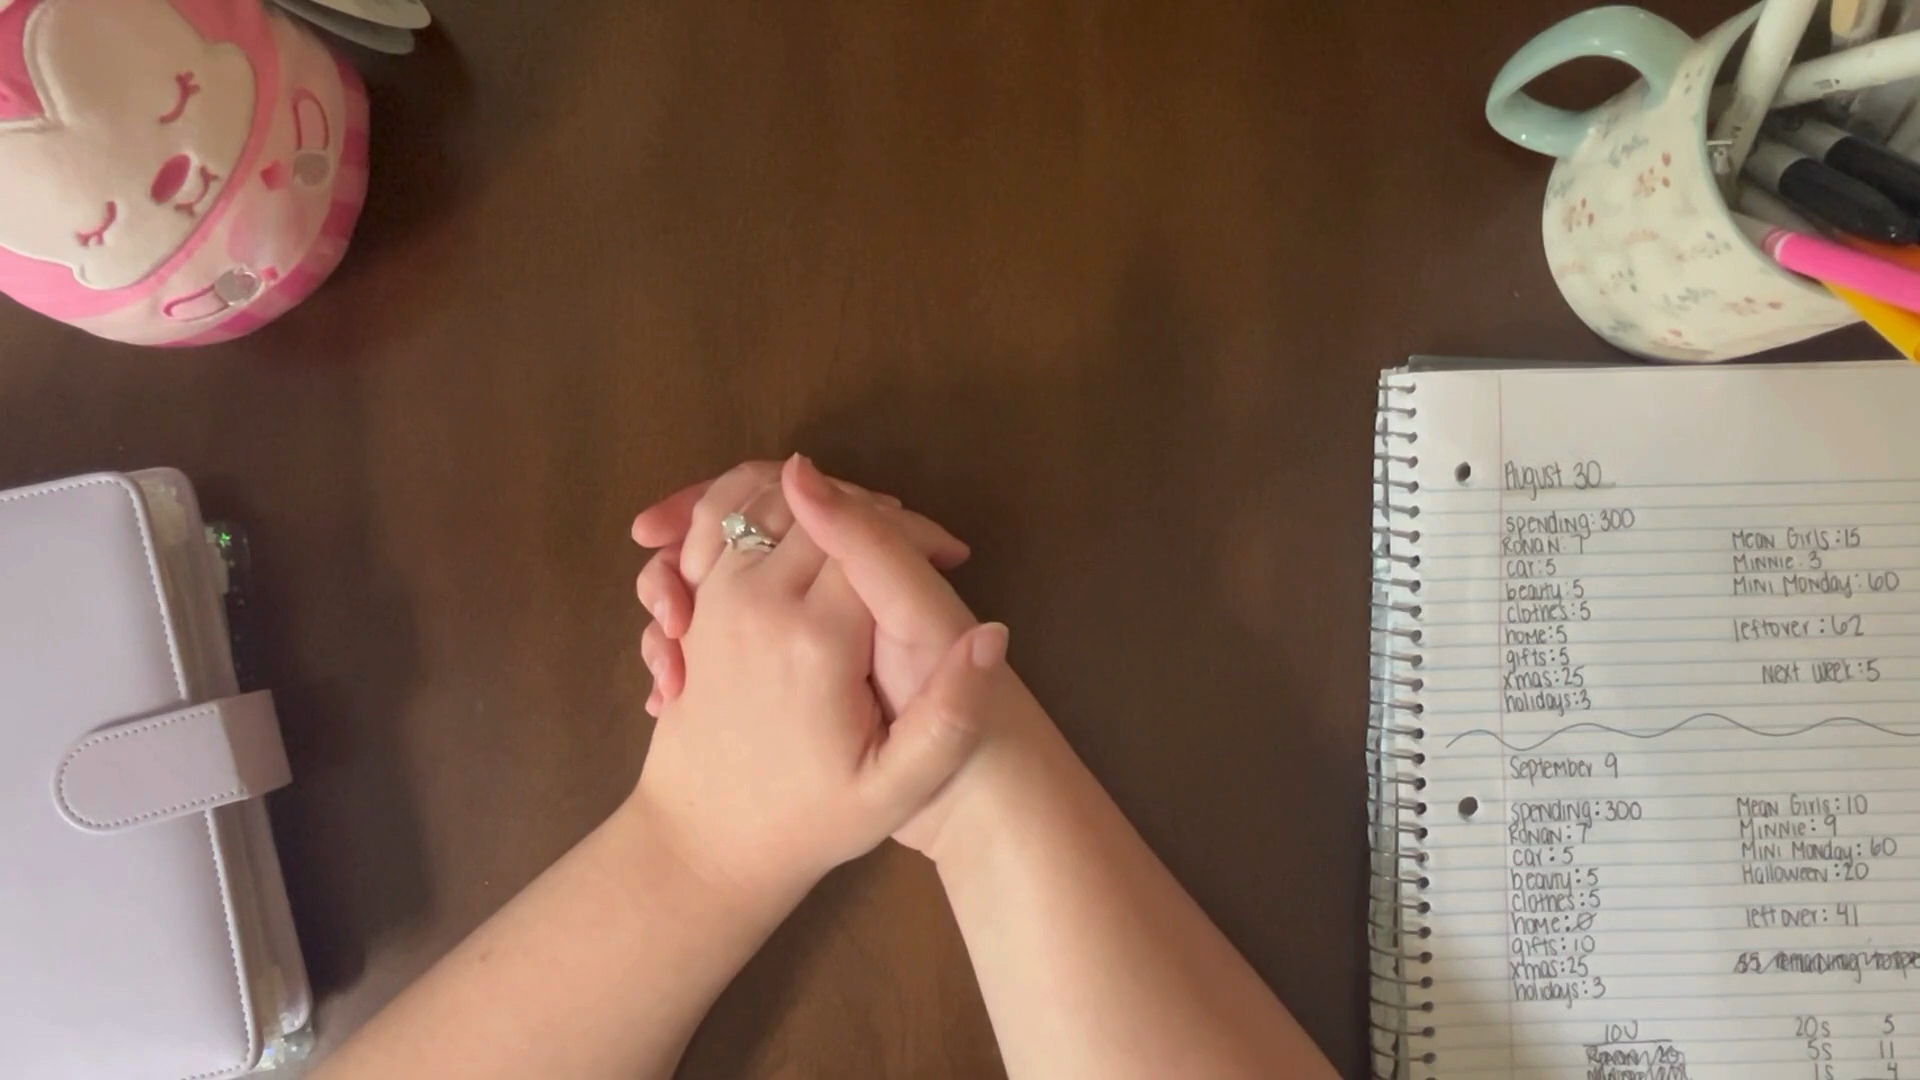 August 30
spending: 300
RONAN: 7
car: 5
beauty: 5
clothes: 5
home: 5
gifts: 5
xmas: 25
holidays: 3
Mean Girls: 15
MINNIE: 3
MINI Monday: 60
leftover: 62
Next week: 5
September 9
spending: 300
RONAN: 7
car: 5
beauty: 5
clothes: 5
home: 0
gifts: 10
xmas: 25
holidays: 3
Mean Girls: 10
MINNIE: 9
MINI Monday: 60
Halloween: 20
leftover: 41
IOU
20s 5
5s 11
1s 4